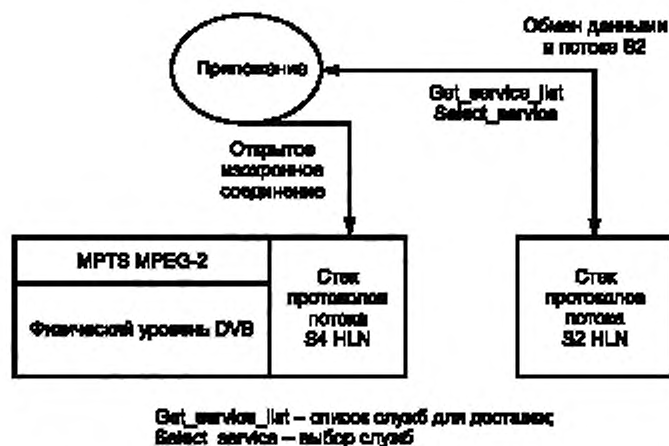 Обмен данными
в потоке S2
Приложение
Get_service_list
Select_service
Открытое
изохронное
соединение
MPTS MPEG-2
Физический уровень DVB
Стек
протоколов
потока
S4 HLN
Стек
протоколов
потока
S2 HLN
Get_service_list – список служб для доставки;
Select_service – выбор служб